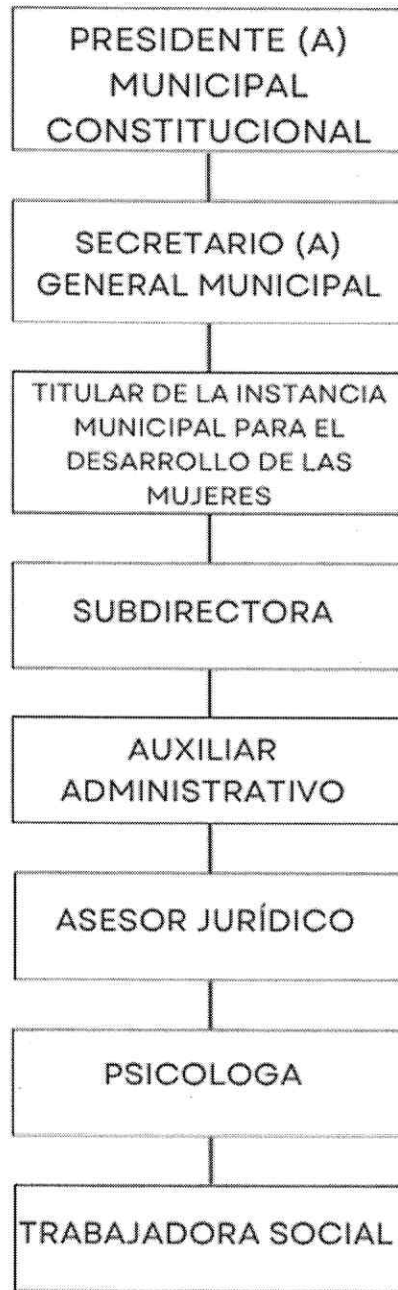 PRESIDENTE (A)
MUNICIPAL
CONSTITUCIONAL
SECRETARIO (A)
GENERAL MUNICIPAL
TITULAR DE LA INSTANCIA
MUNICIPAL PARA EL
DESARROLLO DE LAS
MUJERES
SUBDIRECTORA
AUXILIAR
ADMINISTRATIVO
ASESOR JURÍDICO
PSICOLOGA
TRABAJADORA SOCIAL